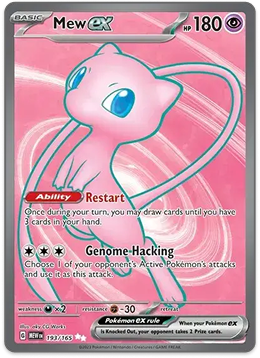 BASIC Mew ex HP 180
Ability Restart
Once during your turn, you may draw cards until you have
3 cards in your hand.
Genome-Hacking
Choose 1 of your opponent's Active Pokémon's attacks
and use it as this attack.
weakness ×2 resistance -30 retreat
Illus. aky CG Works
Pokémon ex rule
When your Pokémon ex
is Knocked Out, your opponent takes 2 Prize cards.
MEW EN 193/165